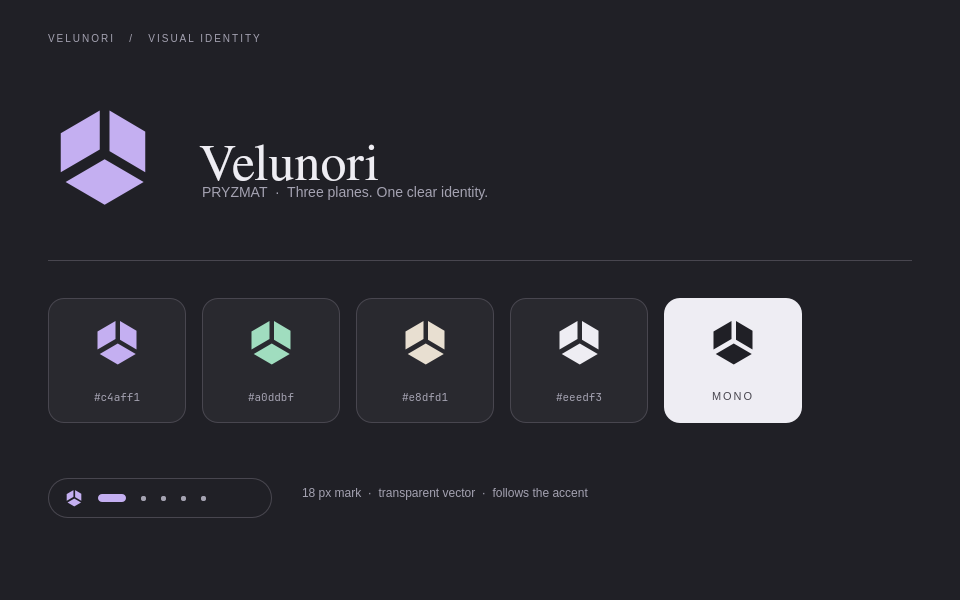 VELUNORI / VISUAL IDENTITY
Velunori
PRYZMAT · Three planes. One clear identity.
#c4aff1
#a0ddbf
#e8dfd1
#eeedf3
MONO
18 px mark · transparent vector · follows the accent